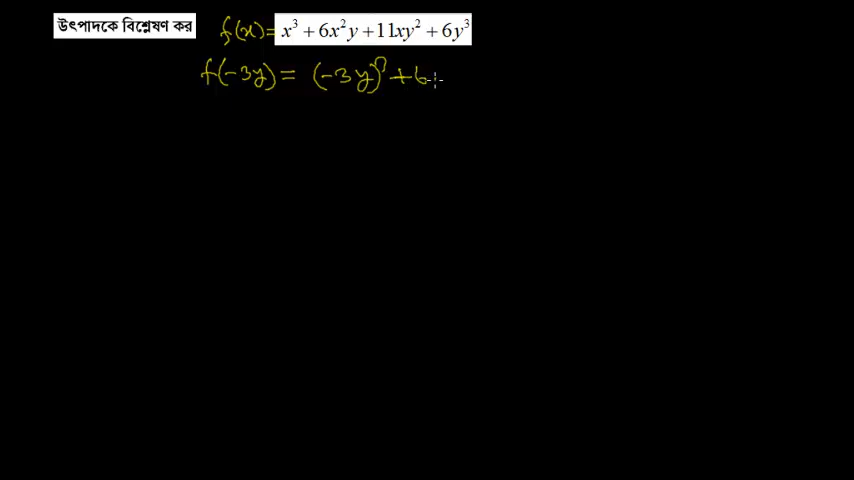 উৎপাদকে বিশ্লেষণ কর f(x) = x³ + 6x²y + 11xy² + 6y³
f(-3y) = (-3y)³ + 6